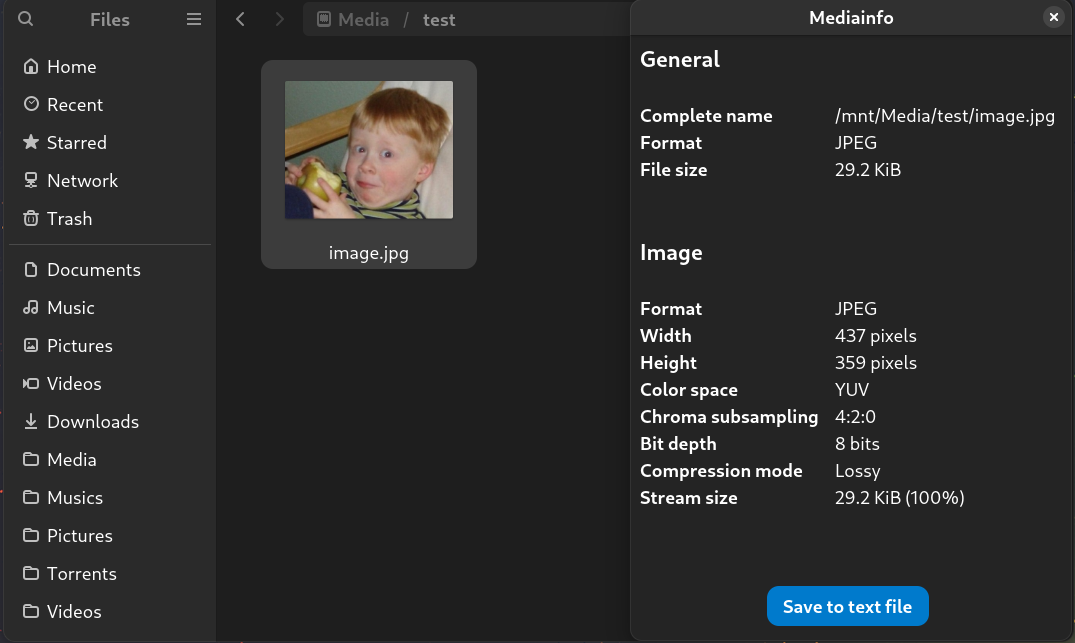 Files
Home
Recent
Starred
Network
Trash
Documents
Music
Pictures
Videos
Downloads
Media
Musics
Pictures
Torrents
Videos
Media / test
image.jpg
Mediainfo
General
Complete name /mnt/Media/test/image.jpg
Format JPEG
File size 29.2 KiB
Image
Format JPEG
Width 437 pixels
Height 359 pixels
Color space YUV
Chroma subsampling 4:2:0
Bit depth 8 bits
Compression mode Lossy
Stream size 29.2 KiB (100%)
Save to text file